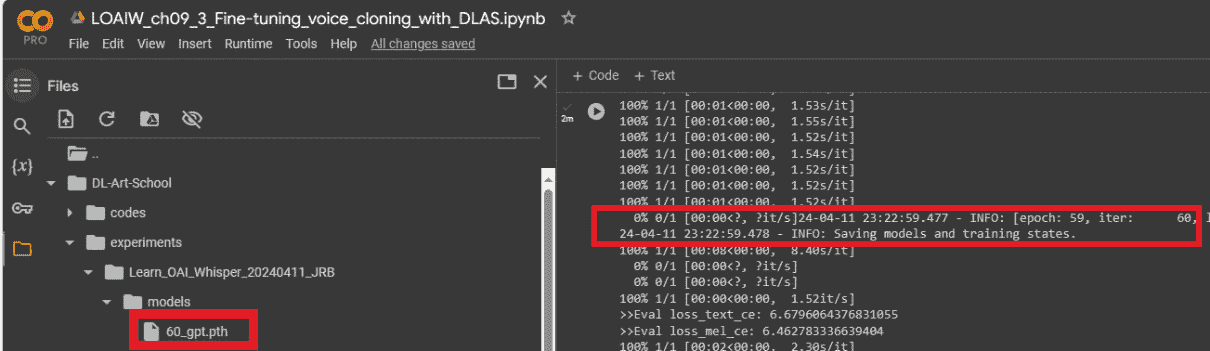 CO
PRO
LOAIW_ch09_3_Fine-tuning_voice_cloning_with_DLAS.ipynb
File Edit View Insert Runtime Tools Help All changes saved
Files
..
DL-Art-School
codes
experiments
Learn_OAI_Whisper_20240411_JRB
models
60_gpt.pth
{x}
+ Code + Text
2m
100% 1/1 [00:01<00:00, 1.53s/it]
100% 1/1 [00:01<00:00, 1.55s/it]
100% 1/1 [00:01<00:00, 1.52s/it]
100% 1/1 [00:01<00:00, 1.54s/it]
100% 1/1 [00:01<00:00, 1.52s/it]
100% 1/1 [00:01<00:00, 1.52s/it]
100% 1/1 [00:01<00:00, 1.52s/it]
0% 0/1 [00:00<?, ?it/s]24-04-11 23:22:59.477 - INFO: [epoch: 59, iter: 60,
24-04-11 23:22:59.478 - INFO: Saving models and training states.
100% 1/1 [00:08<00:00, 8.40s/it]
0% 0/1 [00:00<?, ?it/s]
0% 0/1 [00:00<?, ?it/s]
100% 1/1 [00:00<00:00, 1.52it/s]
>>Eval loss_text_ce: 6.6796064376831055
>>Eval loss_mel_ce: 6.462783336639404
100% 1/1 [00:02<00:00, 2.30s/it]